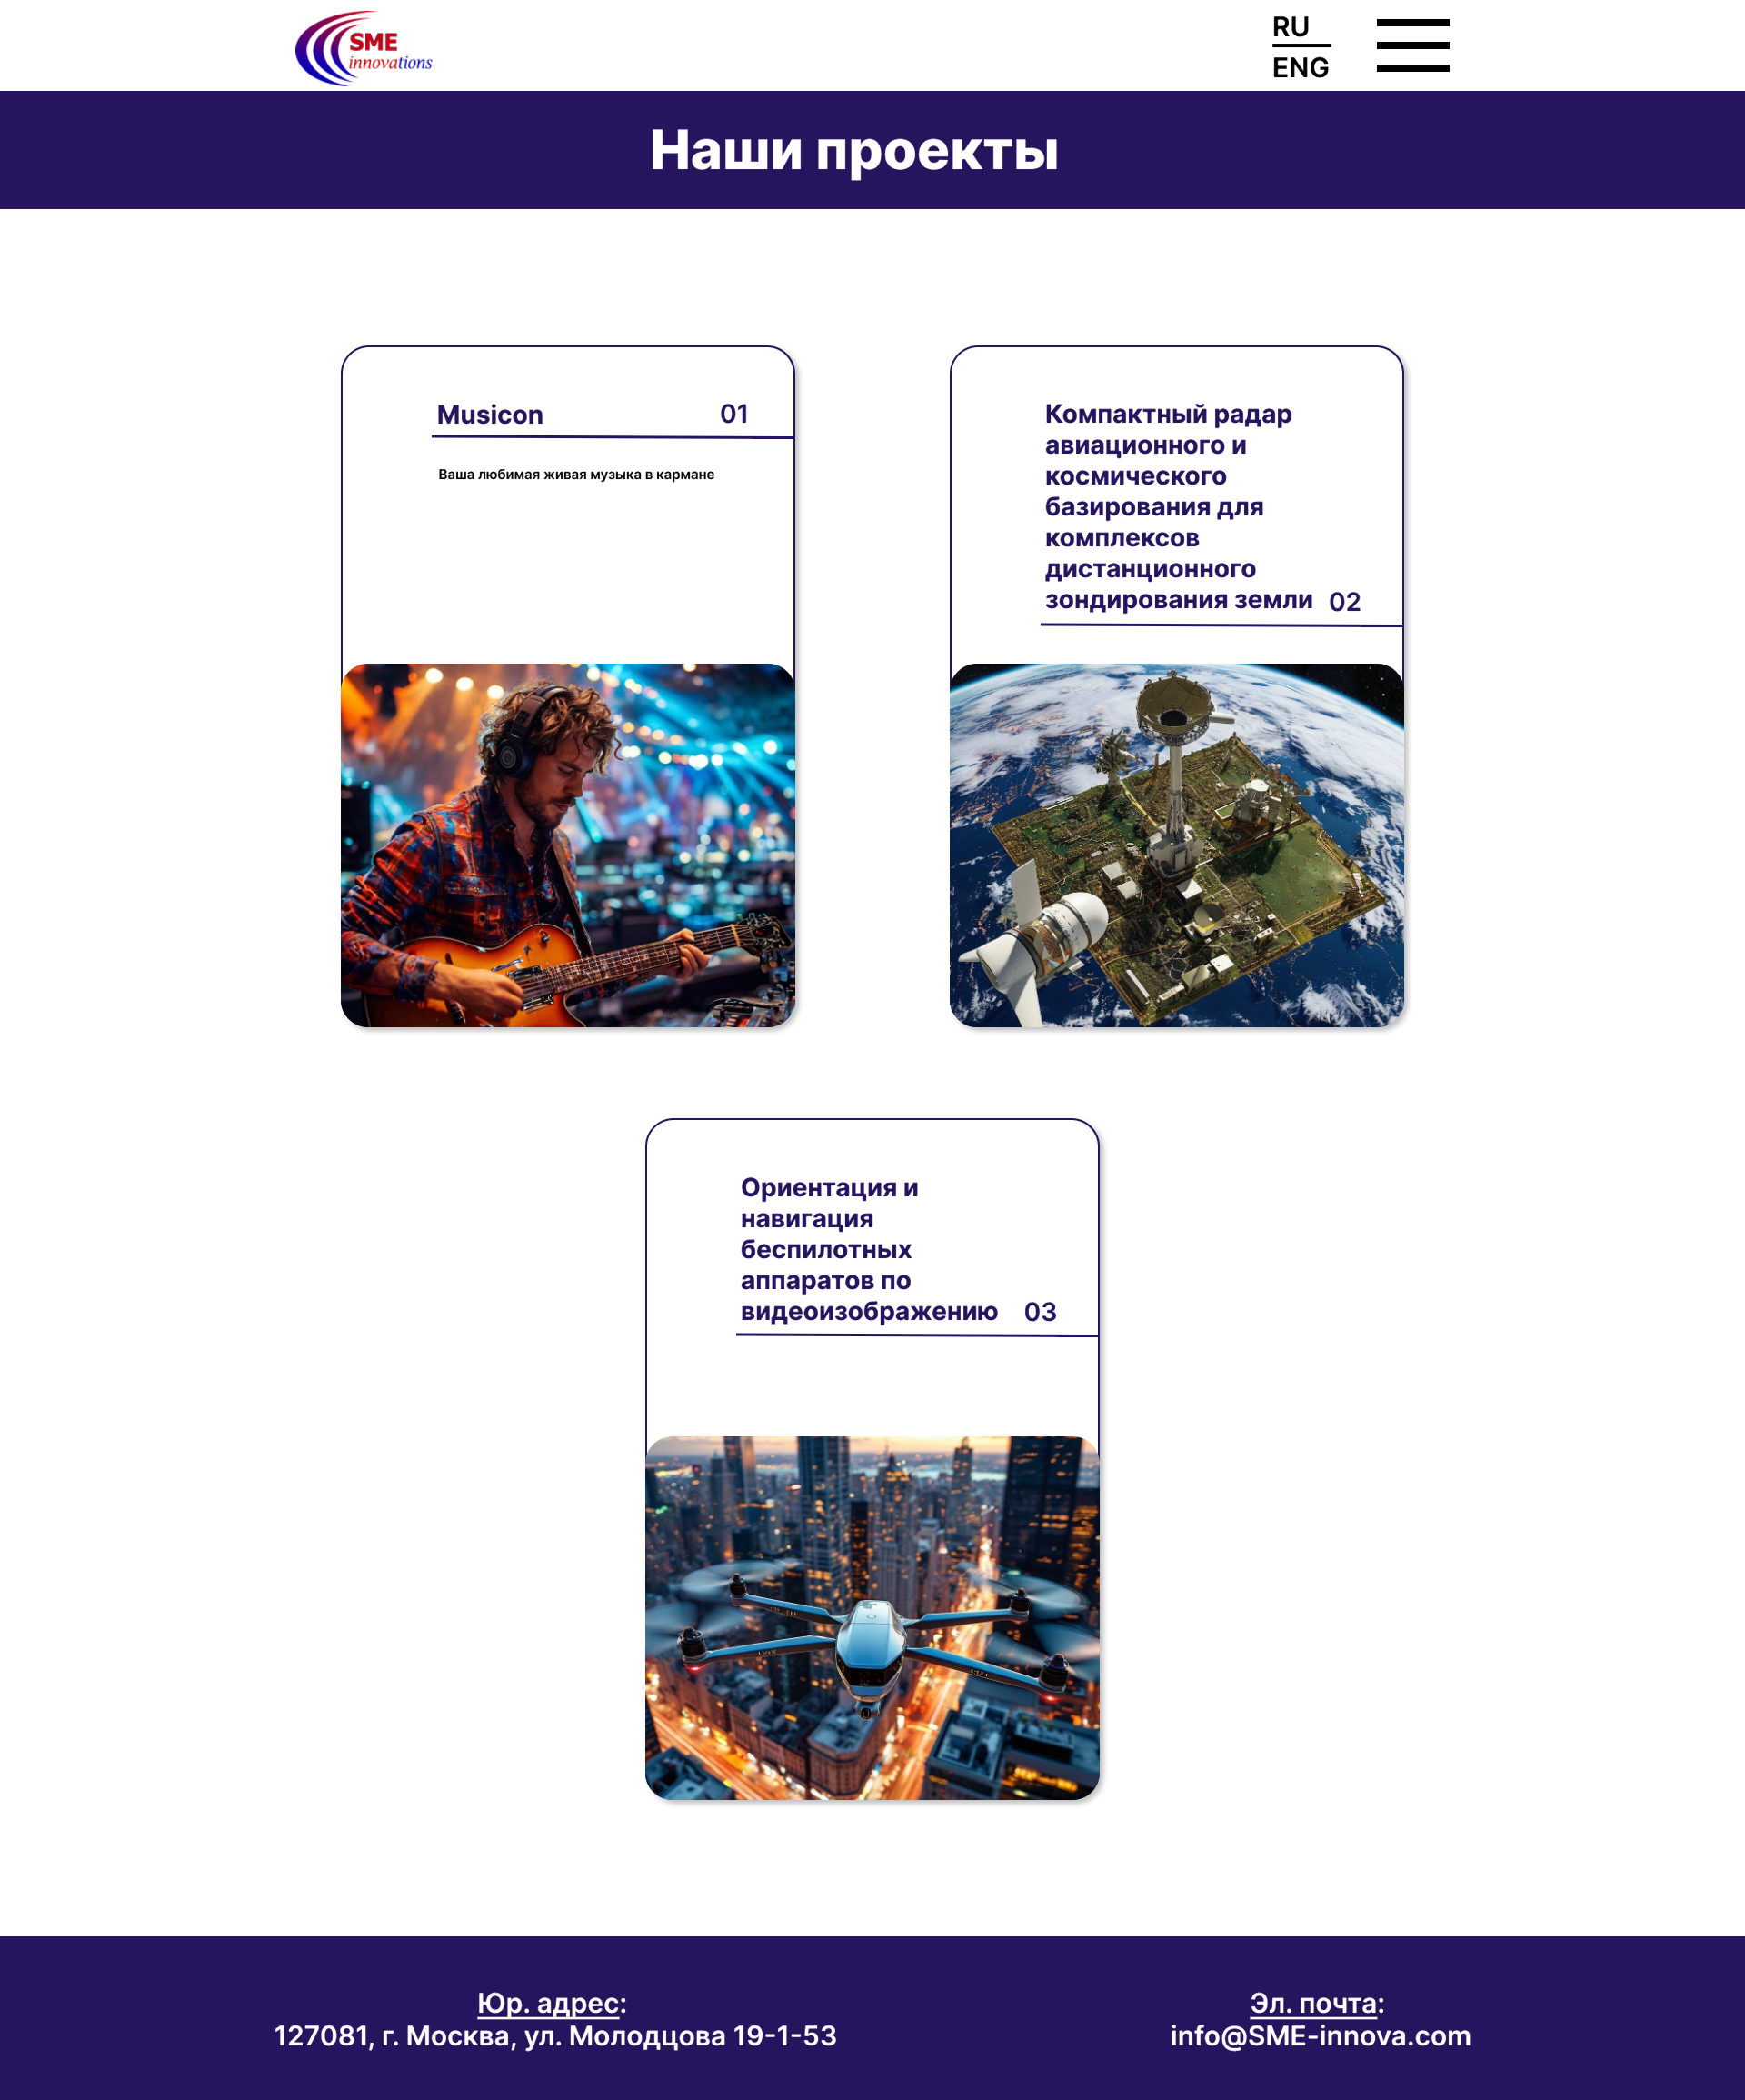 SME
innovations
RU
ENG
Наши проекты
Musicon 01
Ваша любимая живая музыка в кармане
Компактный радар
авиационного и
космического
базирования для
комплексов
дистанционного
зондирования земли 02
Ориентация и
навигация
беспилотных
аппаратов по
видеоизображению 03
Юр. адрес:
127081, г. Москва, ул. Молодцова 19-1-53
Эл. почта:
info@SME-innova.com